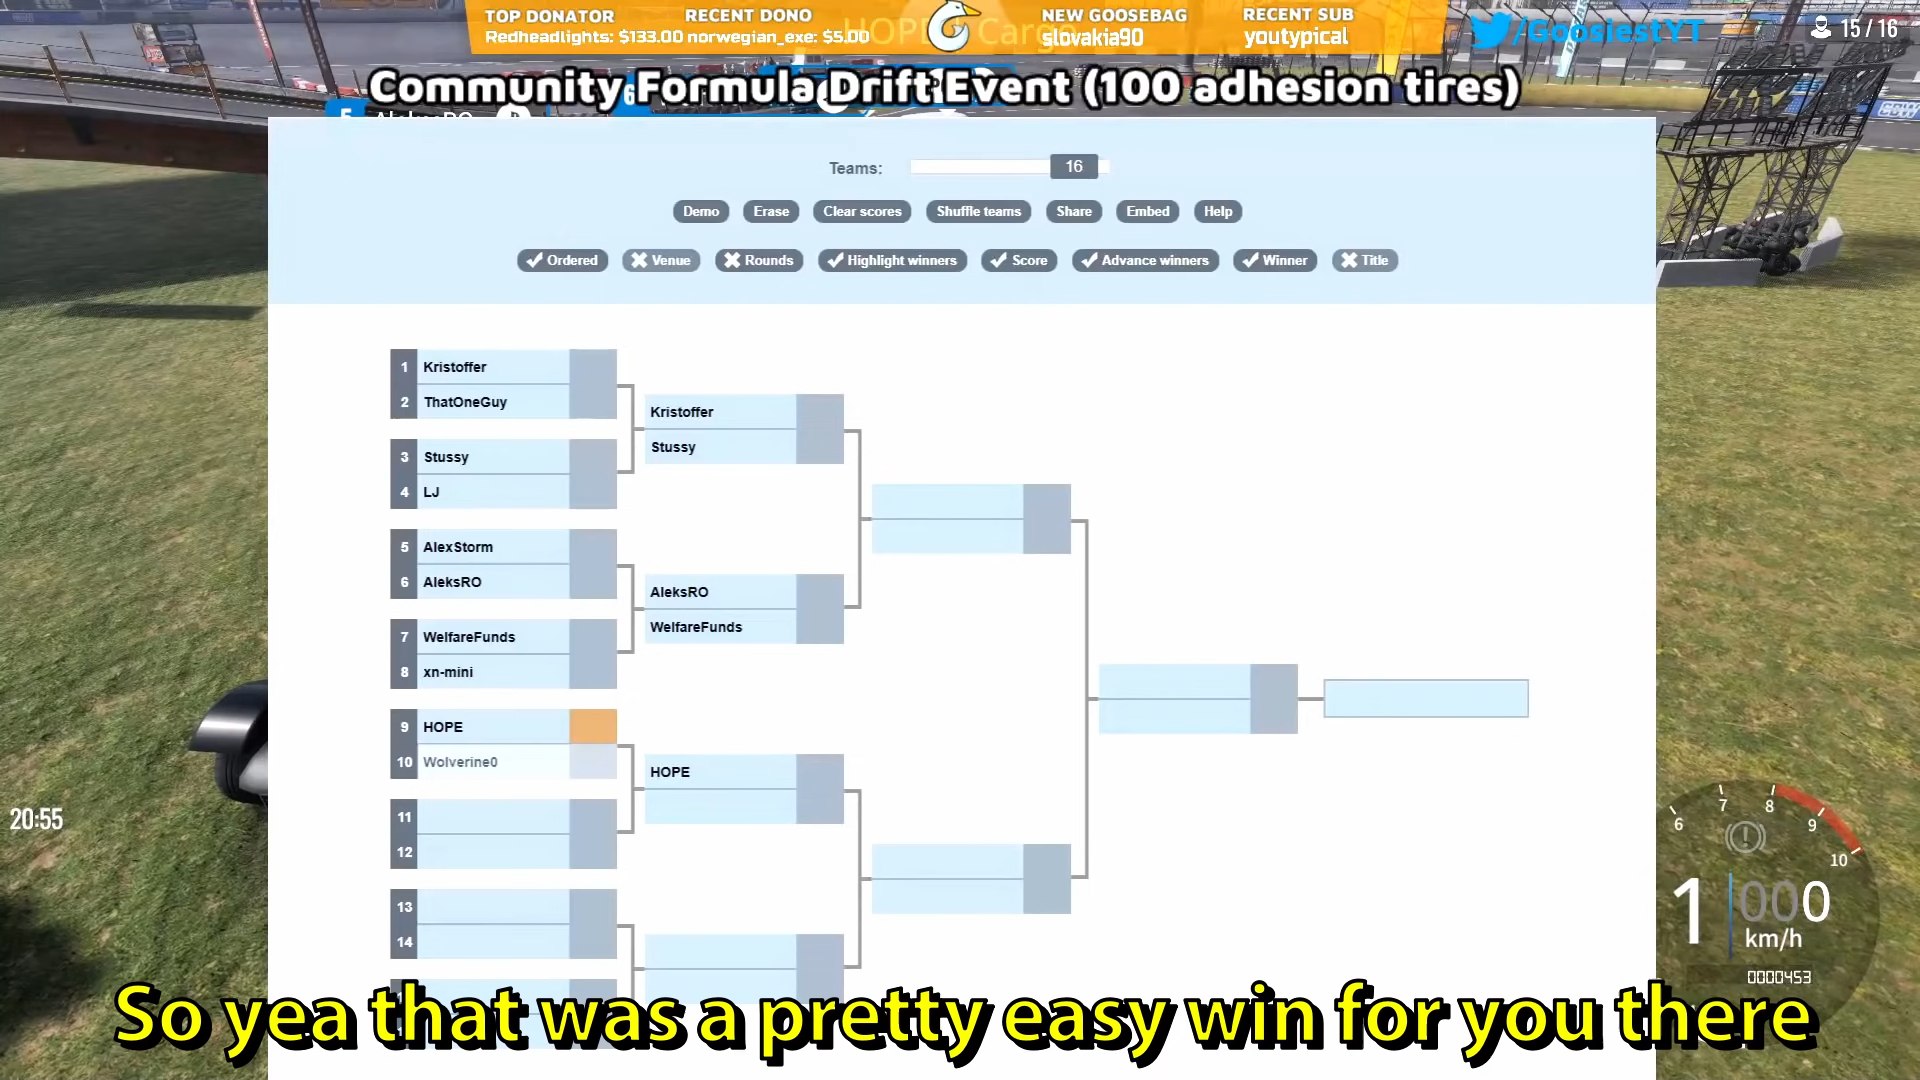 TOP DONATOR
Redheadlights: $133.00
RECENT DONO
norwegian_exe: $5.00
NEW GOOSEBAG
slovakia90
RECENT SUB
youtypical
/GoosiestYT
15 / 16
Community Formula Drift Event (100 adhesion tires)
5 AleksRO
Teams: 16
Demo Erase Clear scores Shuffle teams Share Embed Help
Ordered Venue Rounds Highlight winners Score Advance winners Winner Title
1 Kristoffer
2 ThatOneGuy
Kristoffer
Stussy
3 Stussy
4 LJ
5 AlexStorm
6 AleksRO
AleksRO
WelfareFunds
7 WelfareFunds
8 xn-mini
9 HOPE
10 Wolverine0
HOPE
11
12
13
14
20:55
6 7 8 9 10
1 000
km/h
0000453
So yea that was a pretty easy win for you there